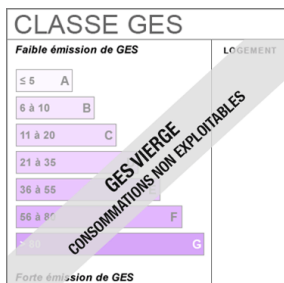 CLASSE GES
Faible émission de GES
LOGEMENT
≤ 5 A
6 à 10 B
11 à 20 C
21 à 35
36 à 55 E
56 à 80 F
> 80 G
GES VIERGE
CONSOMMATIONS NON EXPLOITABLES
Forte émission de GES